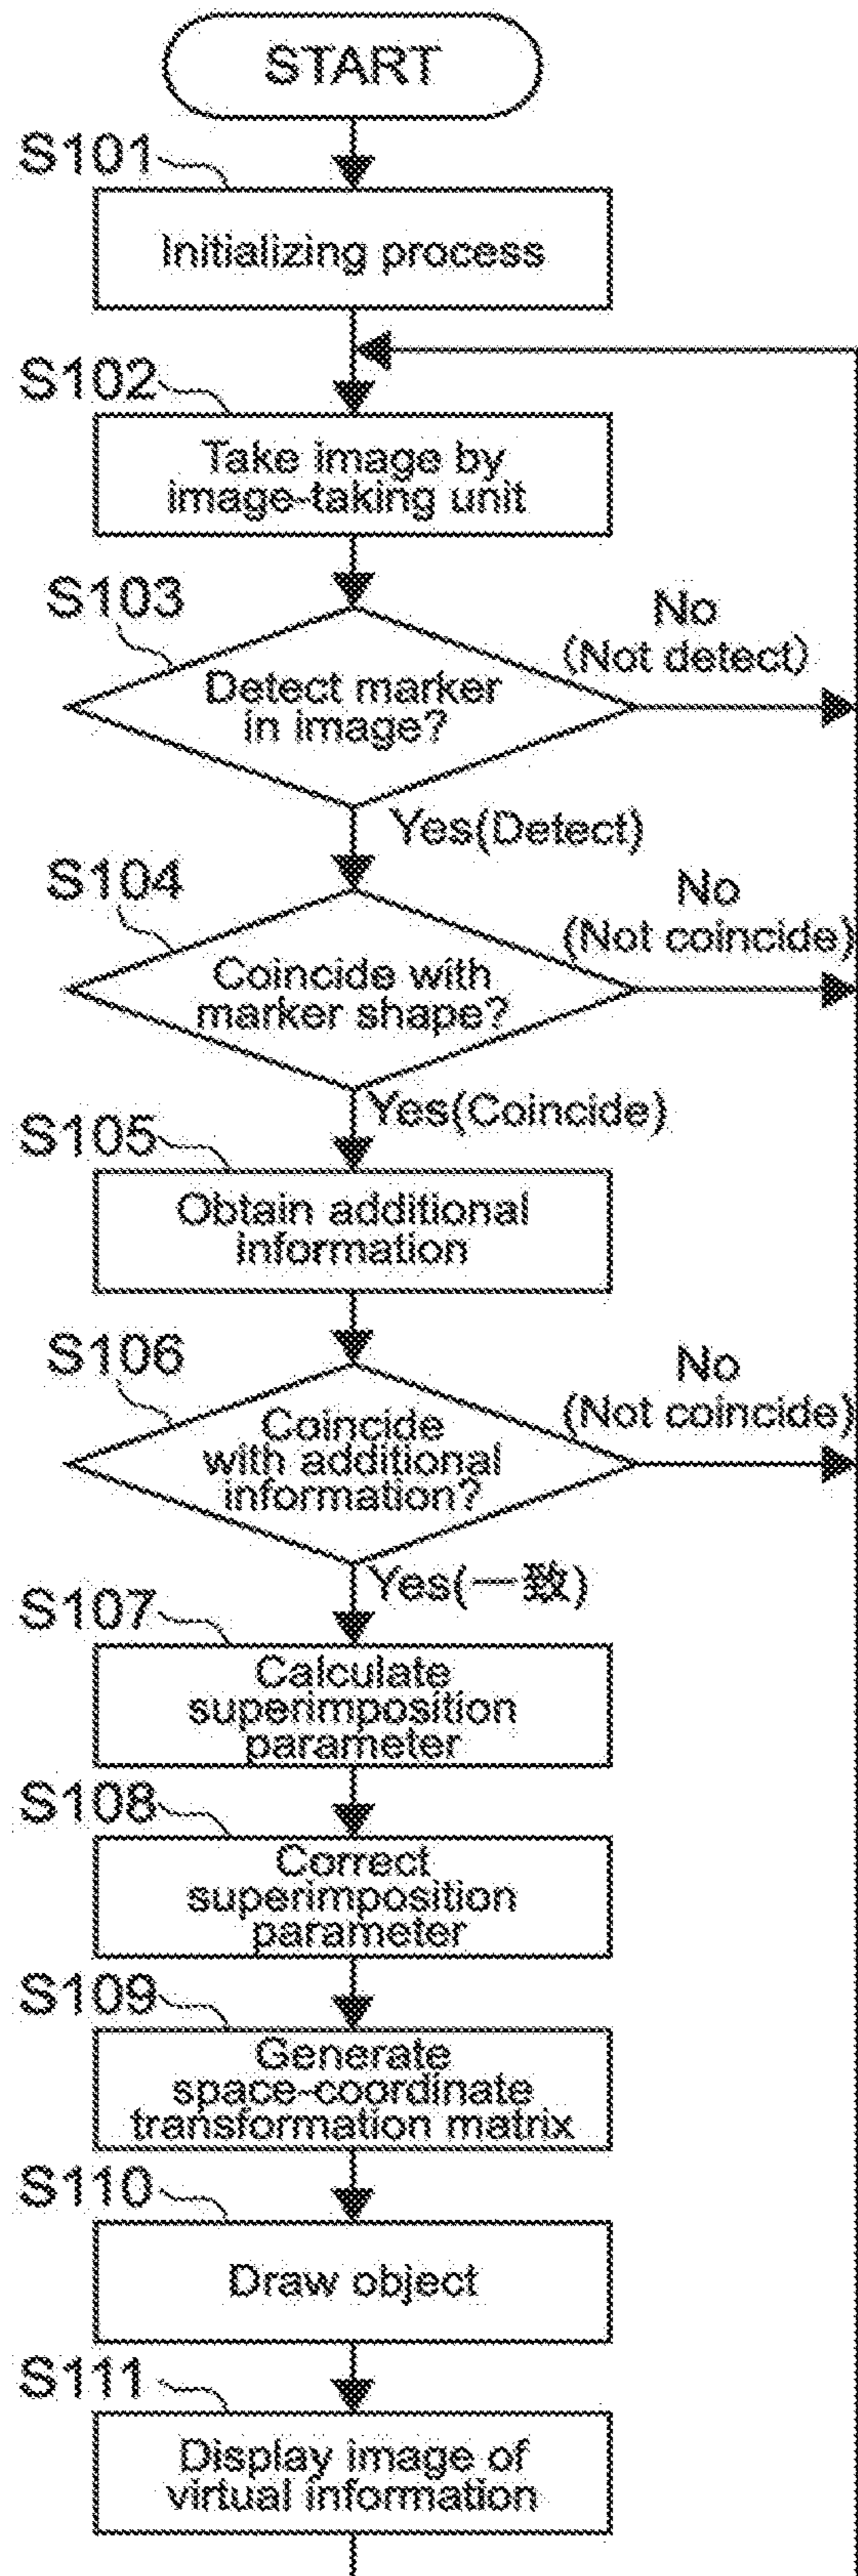 START
S101
Initializing process
S102
Take image by
image-taking unit
S103
No
(Not detect)
Detect marker
in image?
Yes(Detect)
S104
No
(Not coincide)
Coincide with
marker shape?
Yes(Coincide)
S105
Obtain additional
information
S106
No
(Not coincide)
Coincide
with additional
information?
Yes(一致)
S107
Calculate
superimposition
parameter
S108
Correct
superimposition
parameter
S109
Generate
space-coordinate
transformation matrix
S110
Draw object
S111
Display image of
virtual information